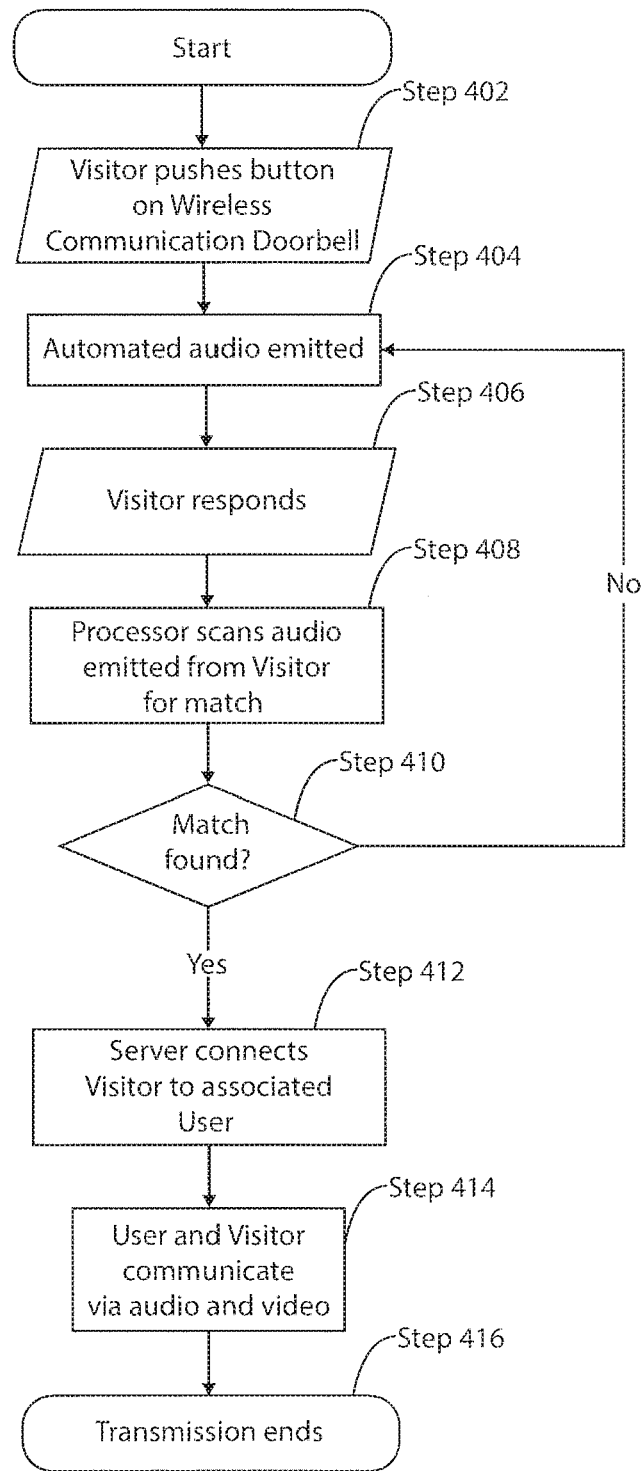 Start
Step 402
Visitor pushes button
on Wireless
Communication Doorbell
Step 404
Automated audio emitted
Step 406
Visitor responds
Step 408
No
Processor scans audio
emitted from Visitor
for match
Step 410
Match
found?
Yes
Step 412
Server connects
Visitor to associated
User
Step 414
User and Visitor
communicate
via audio and video
Step 416
Transmission ends